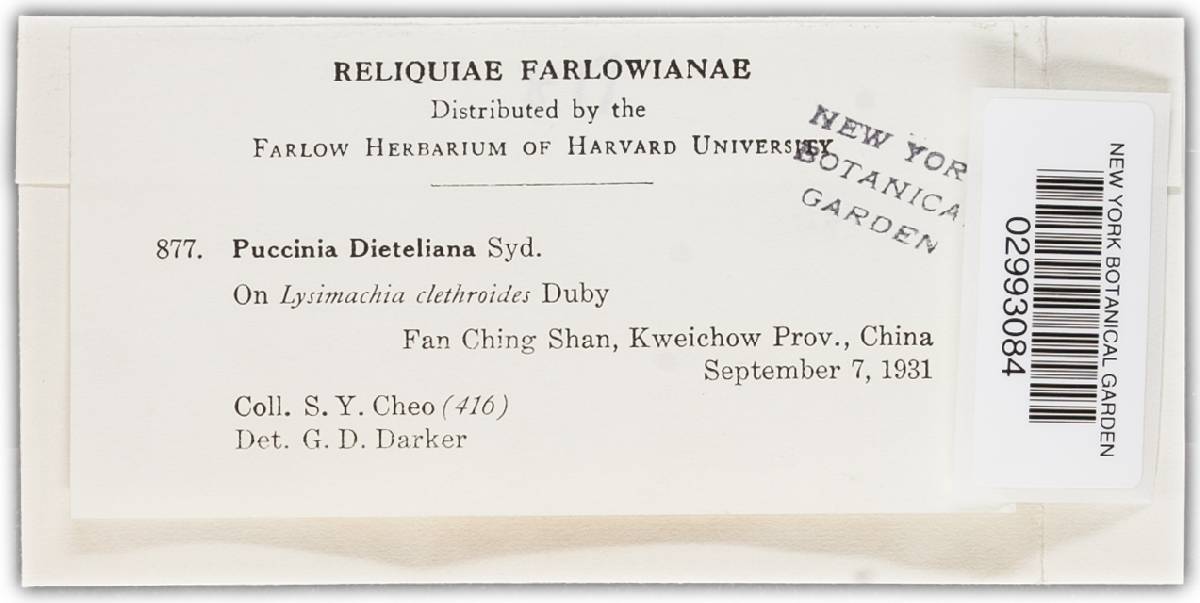 RELIQUIAE FARLOWIANAE
Distributed by the
FARLOW HERBARIUM OF HARVARD UNIVERSITY
NEW YOR
BOTANICA
GARDEN
877. Puccinia Dieteliana Syd.
On Lysimachia clethroides Duby
Fan Ching Shan, Kweichow Prov., China
September 7, 1931
Coll. S. Y. Cheo (416)
Det. G. D. Darker
NEW YORK BOTANICAL GARDEN
02993084